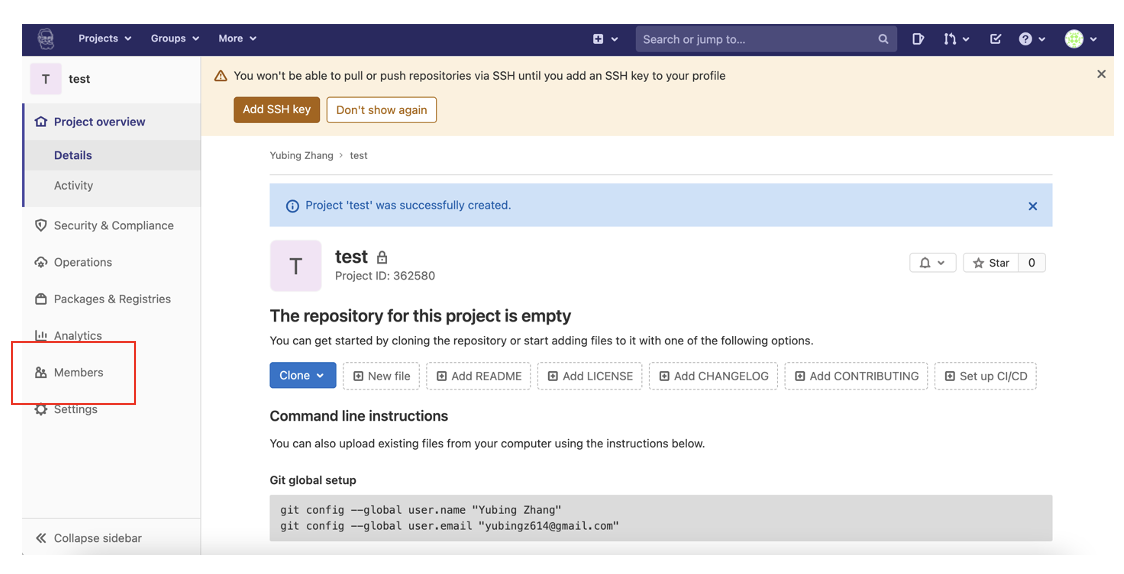 Projects Groups More Search or jump to...
T test
You won't be able to pull or push repositories via SSH until you add an SSH key to your profile
Add SSH key Don't show again
Project overview
Details
Activity
Security & Compliance
Operations
Packages & Registries
Analytics
Members
Settings
Collapse sidebar
Yubing Zhang › test
Project 'test' was successfully created.
T
test
Project ID: 362580
Star 0
The repository for this project is empty
You can get started by cloning the repository or start adding files to it with one of the following options.
Clone New file Add README Add LICENSE Add CHANGELOG Add CONTRIBUTING Set up CI/CD
Command line instructions
You can also upload existing files from your computer using the instructions below.
Git global setup
git config --global user.name "Yubing Zhang"
git config --global user.email "yubingz614@gmail.com"